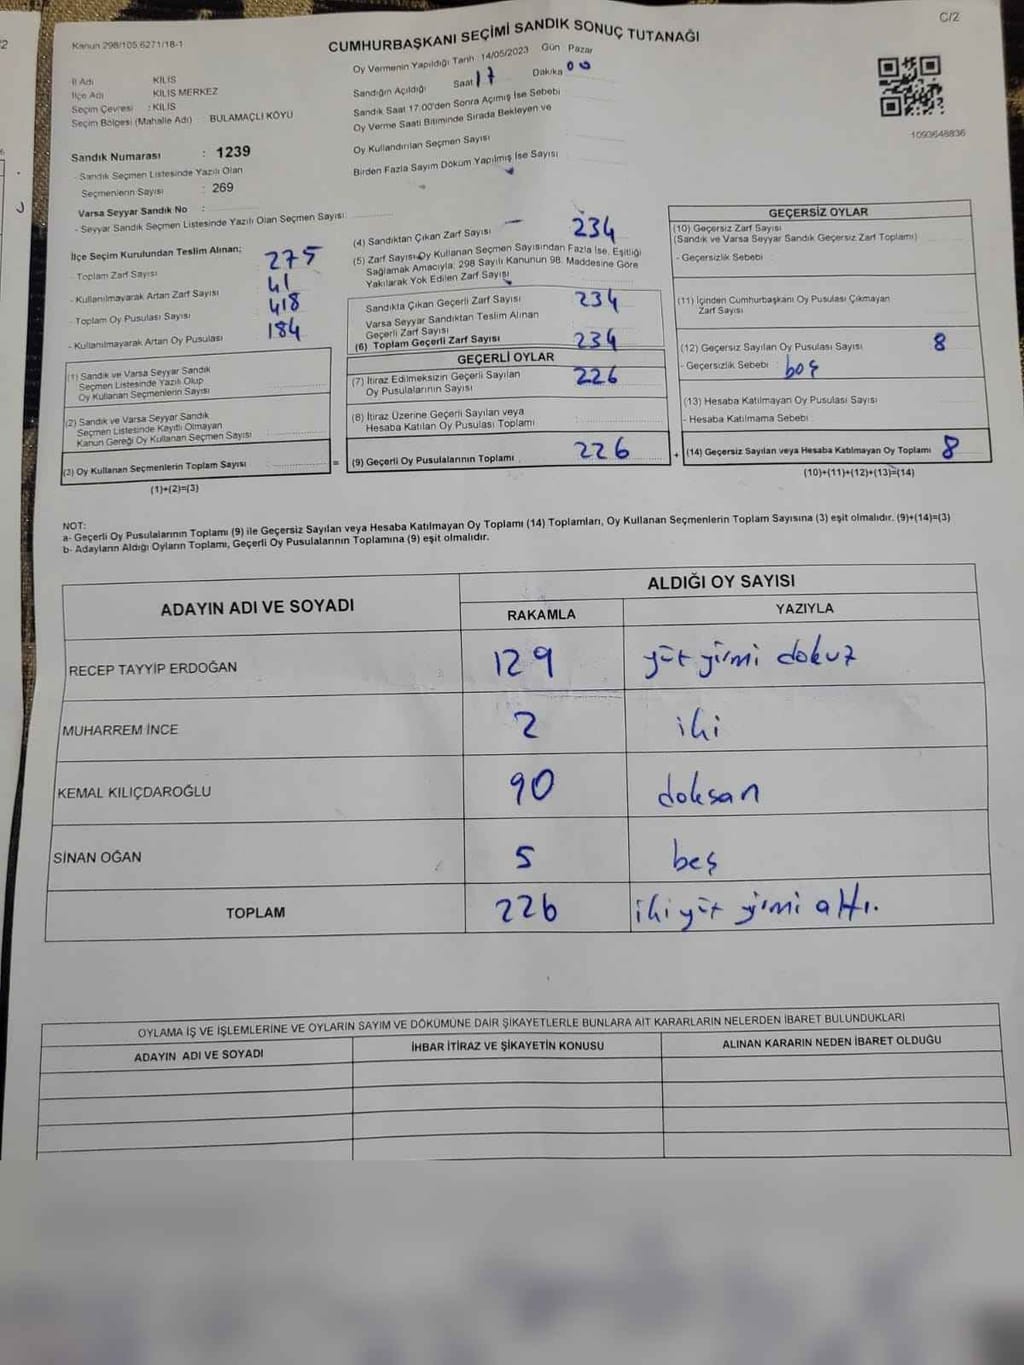 C/2
Kanun 298/105.6271/18-1
CUMHURBAŞKANI SEÇİMİ SANDIK SONUÇ TUTANAĞI
İl Adı KİLİS
İlçe Adı KİLİS MERKEZ
Seçim Çevresi : KİLİS
Seçim Bölgesi (Mahalle Adı) BULAMAÇLI KÖYÜ
Oy Vermenin Yapıldığı Tarih 14/05/2023 Gün Pazar
Sandığın Açıldığı Saat 17 Dakika 00
Sandık Saat 17:00'den Sonra Açımış İse Sebebi
Oy Verme Saati Bitiminde Sırada Bekleyen ve
Oy Kullandırılan Seçmen Sayısı
Birden Fazla Sayım Döküm Yapılmış İse Sayısı
1090648836
Sandık Numarası : 1239
- Sandık Seçmen Listesinde Yazılı Olan
Seçmenlerin Sayısı : 269
Varsa Seyyar Sandık No :
- Seyyar Sandık Seçmen Listesinde Yazılı Olan Seçmen Sayısı:
İlçe Seçim Kurulundan Teslim Alınan;
- Toplam Zarf Sayısı 275
- Kullanılmayarak Artan Zarf Sayısı 41
- Toplam Oy Pusulası Sayısı 418
- Kullanılmayarak Artan Oy Pusulası 184
(1) Sandık ve Varsa Seyyar Sandık
Seçmen Listesinde Yazılı Olup
Oy Kullanan Seçmenlerin Sayısı
(2) Sandık ve Varsa Seyyar Sandık
Seçmen Listesinde Kayıtlı Olmayan
Kanun Gereği Oy Kullanan Seçmen Sayısı
(3) Oy Kullanan Seçmenlerin Toplam Sayısı =
(1)+(2)=(3)
(4) Sandıktan Çıkan Zarf Sayısı 234
(5) Zarf Sayısı Oy Kullanan Seçmen Sayısından Fazla İse, Eşitliği
Sağlamak Amacıyla, 298 Sayılı Kanunun 98. Maddesine Göre
Yakılarak Yok Edilen Zarf Sayısı
Sandıkta Çıkan Geçerli Zarf Sayısı 234
Varsa Seyyar Sandıktan Teslim Alınan
Geçerli Zarf Sayısı
(6) Toplam Geçerli Zarf Sayısı 234
GEÇERLİ OYLAR
(7) İtiraz Edilmeksizin Geçerli Sayılan
Oy Pusulalarının Sayısı 226
(8) İtiraz Üzerine Geçerli Sayılan veya
Hesaba Katılan Oy Pusulası Toplamı
(9) Geçerli Oy Pusulalarının Toplamı 226 +
GEÇERSİZ OYLAR
(10) Geçersiz Zarf Sayısı
(Sandık ve Varsa Seyyar Sandık Geçersiz Zarf Toplamı)
- Geçersizlik Sebebi :
(11) İçinden Cumhurbaşkanı Oy Pusulası Çıkmayan
Zarf Sayısı
(12) Geçersiz Sayılan Oy Pusulası Sayısı 8
- Geçersizlik Sebebi boş
(13) Hesaba Katılmayan Oy Pusulası Sayısı
- Hesaba Katılmama Sebebi :
(14) Geçersiz Sayılan veya Hesaba Katılmayan Oy Toplamı 8
(10)+(11)+(12)+(13)=(14)
NOT:
a- Geçerli Oy Pusulalarının Toplamı (9) ile Geçersiz Sayılan veya Hesaba Katılmayan Oy Toplamı (14) Toplamları, Oy Kullanan Seçmenlerin Toplam Sayısına (3) eşit olmalıdır. (9)+(14)=(3)
b- Adayların Aldığı Oyların Toplamı, Geçerli Oy Pusulalarının Toplamına (9) eşit olmalıdır.
ADAYIN ADI VE SOYADI
ALDIĞI OY SAYISI
RAKAMLA YAZIYLA
RECEP TAYYİP ERDOĞAN 129 yüz yirmi dokuz
MUHARREM İNCE 2 iki
KEMAL KILIÇDAROĞLU 90 doksan
SİNAN OĞAN 5 beş
TOPLAM 226 iki yüz yirmi altı.
OYLAMA İŞ VE İŞLEMLERİNE VE OYLARIN SAYIM VE DÖKÜMÜNE DAİR ŞİKAYETLERLE BUNLARA AİT KARARLARIN NELERDEN İBARET BULUNDUKLARI
ADAYIN ADI VE SOYADI İHBAR İTİRAZ VE ŞİKAYETİN KONUSU ALINAN KARARIN NEDEN İBARET OLDUĞU